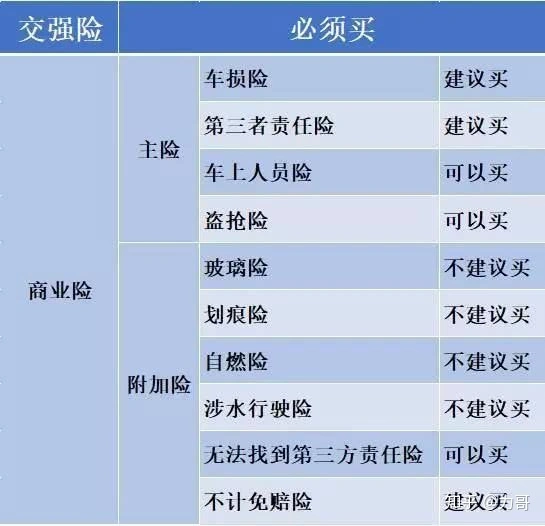 交强险 必须买
商业险
主险
车损险 建议买
第三者责任险 建议买
车上人员险 可以买
盗抢险 可以买
附加险
玻璃险 不建议买
划痕险 不建议买
自燃险 不建议买
涉水行驶险 不建议买
无法找到第三方责任险 可以买
不计免赔险 建议买